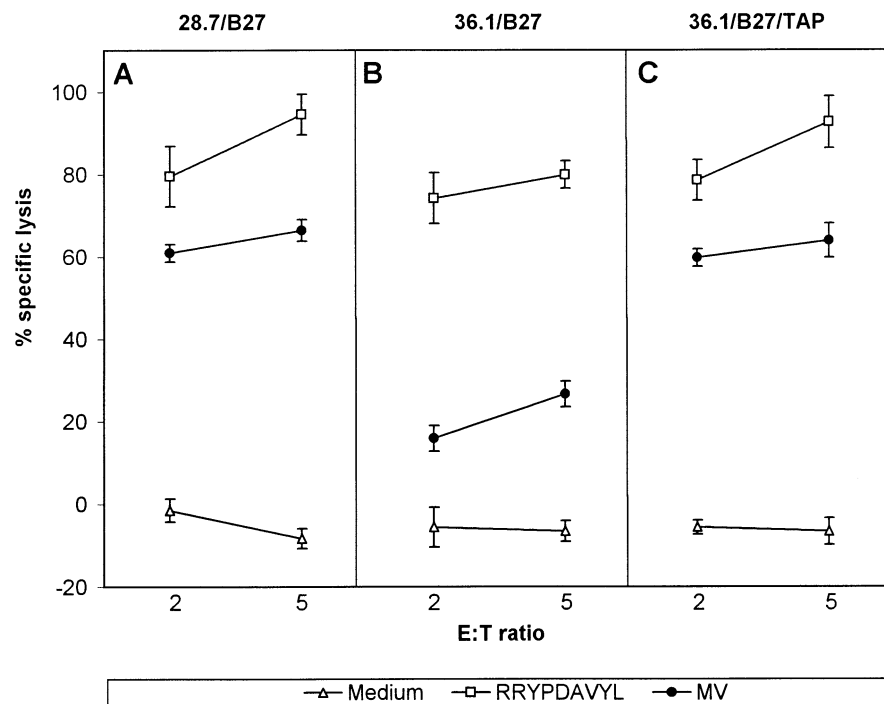 28.7/B27 36.1/B27 36.1/B27/TAP
A B C
% specific lysis
100
80
60
40
20
0
-20
2 5 2 5 2 5
E:T ratio
Medium RRYPDAVYL MV